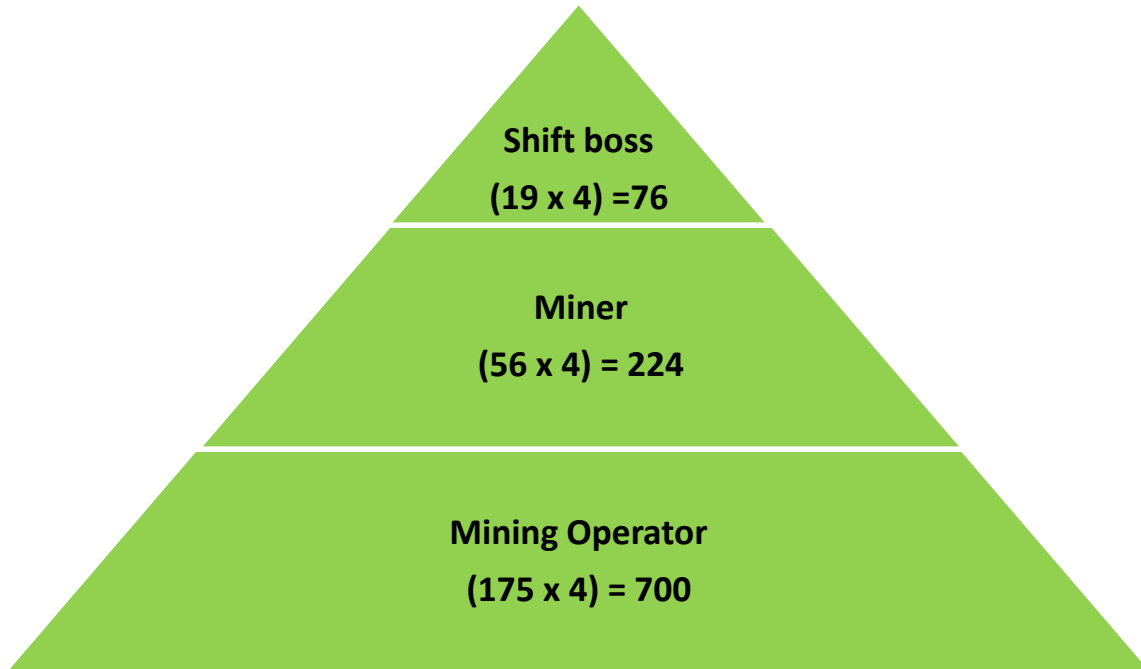 Shift boss
(19 x 4) =76
Miner
(56 x 4) = 224
Mining Operator
(175 x 4) = 700